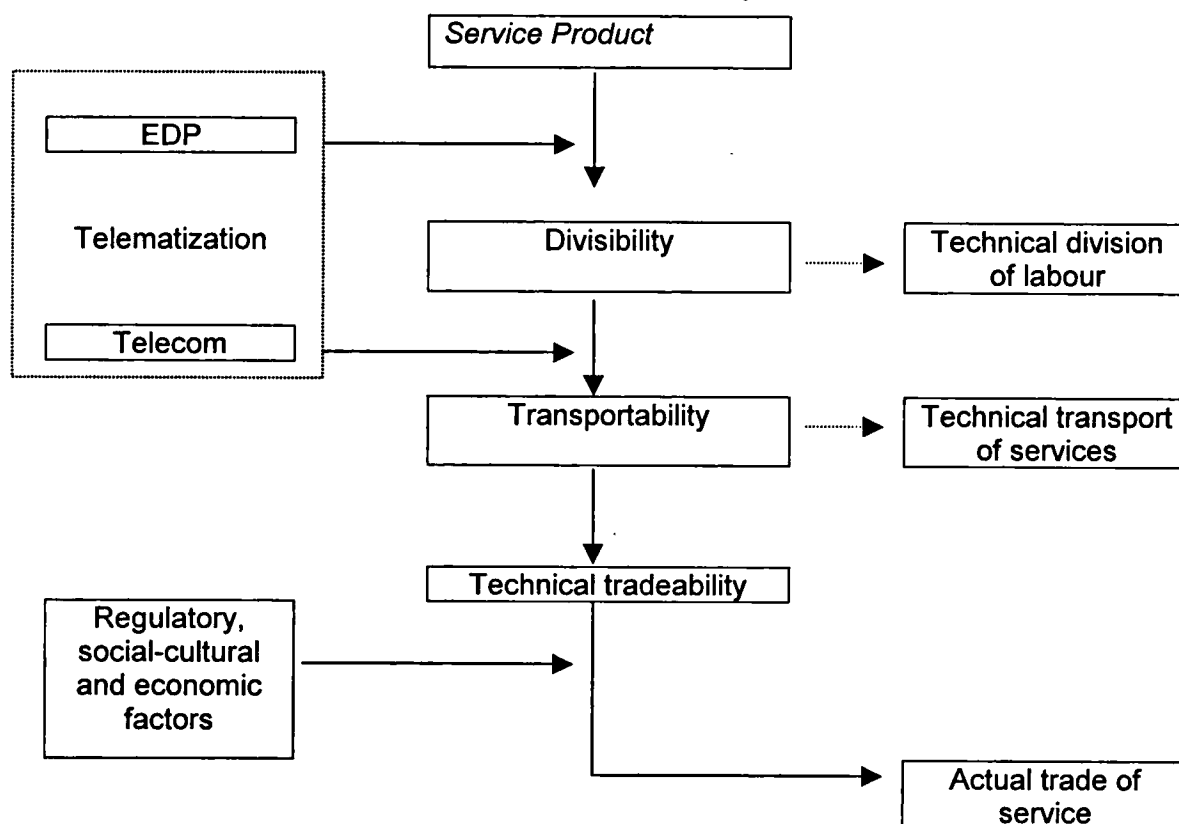 Service Product
EDP
Telematization
Divisibility
Technical division
of labour
Telecom
Transportability
Technical transport
of services
Technical tradeability
Regulatory,
social-cultural
and economic
factors
Actual trade of
service